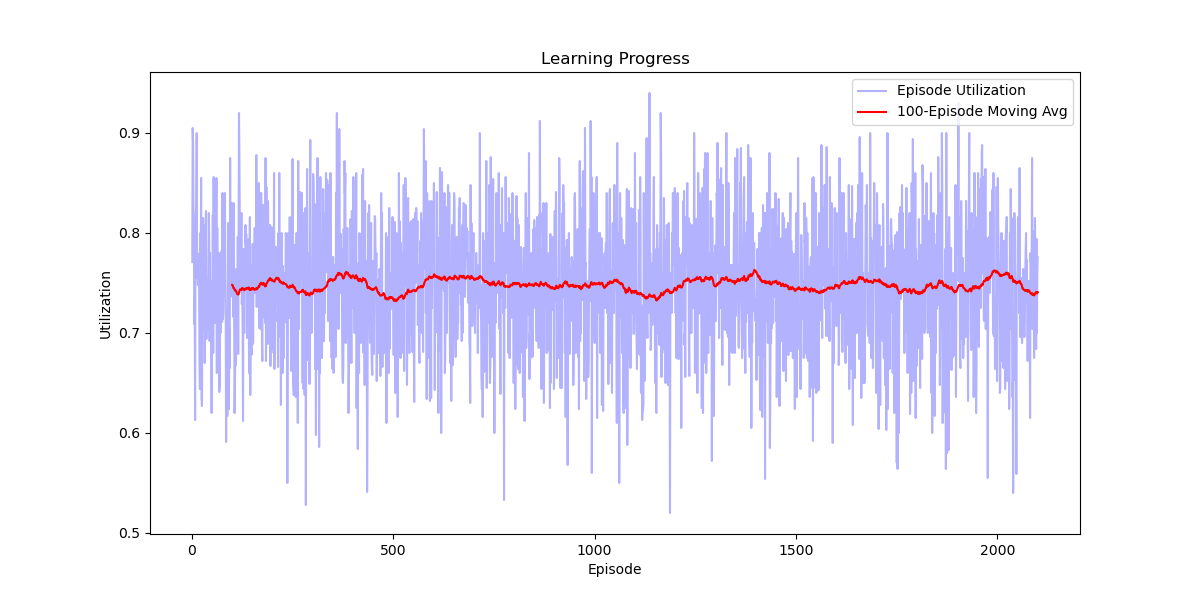 Learning Progress
Episode Utilization
100-Episode Moving Avg
Utilization
0.9
0.8
0.7
0.6
0.5
0
500
1000
1500
2000
Episode